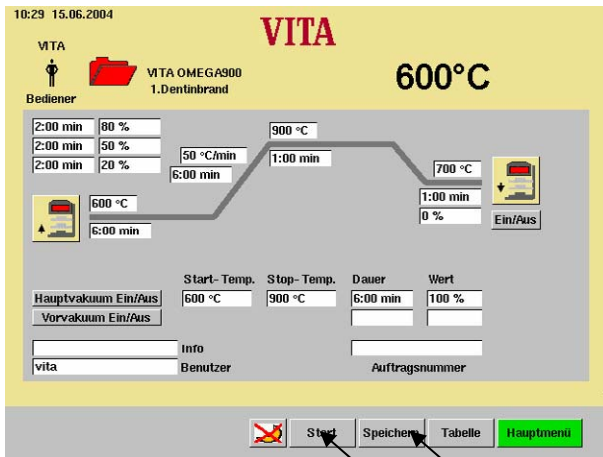 10:29 15.06.2004
VITA
VITA
Bediener
VITA OMEGA900
1.Dentinbrand
600°C
2:00 min 80 %
2:00 min 50 %
2:00 min 20 %
50 °C/min
6:00 min
900 °C
1:00 min
700 °C
1:00 min
0 %
Ein/Aus
600 °C
6:00 min
Start-Temp. Stop-Temp. Dauer Wert
Hauptvakuum Ein/Aus 600 °C 900 °C 6:00 min 100 %
Vorvakuum Ein/Aus
Info
vita Benutzer Auftragsnummer
Start Speichern Tabelle Hauptmenü